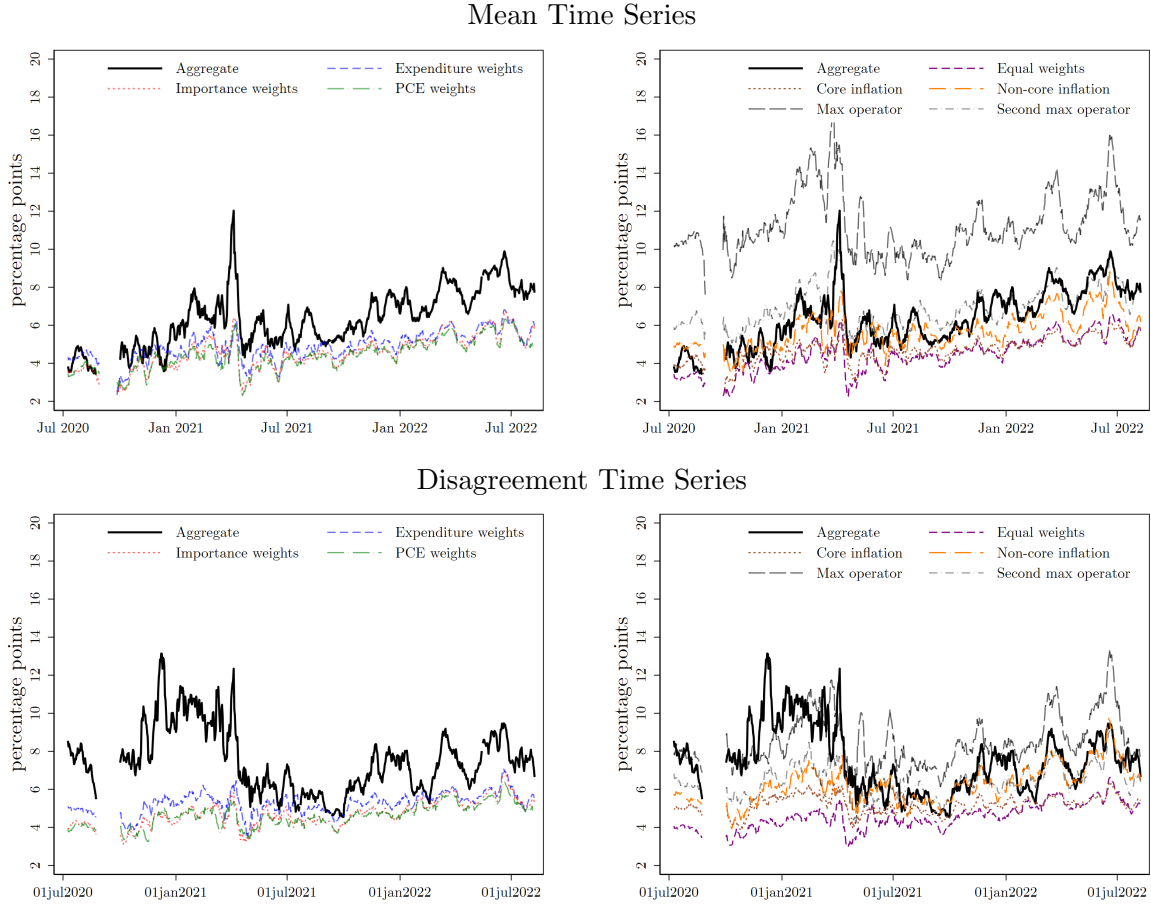 Mean Time Series
percentage points
20
18
16
14
12
10
8
6
4
2
Aggregate
Importance weights
Expenditure weights
PCE weights
Jul 2020
Jan 2021
Jul 2021
Jan 2022
Jul 2022
percentage points
20
18
16
14
12
10
8
6
4
2
Aggregate
Core inflation
Max operator
Equal weights
Non-core inflation
Second max operator
Jul 2020
Jan 2021
Jul 2021
Jan 2022
Jul 2022
Disagreement Time Series
percentage points
20
18
16
14
12
10
8
6
4
2
Aggregate
Importance weights
Expenditure weights
PCE weights
01jul2020
01jan2021
01jul2021
01jan2022
01jul2022
percentage points
20
18
16
14
12
10
8
6
4
2
Aggregate
Core inflation
Max operator
Equal weights
Non-core inflation
Second max operator
01jul2020
01jan2021
01jul2021
01jan2022
01jul2022